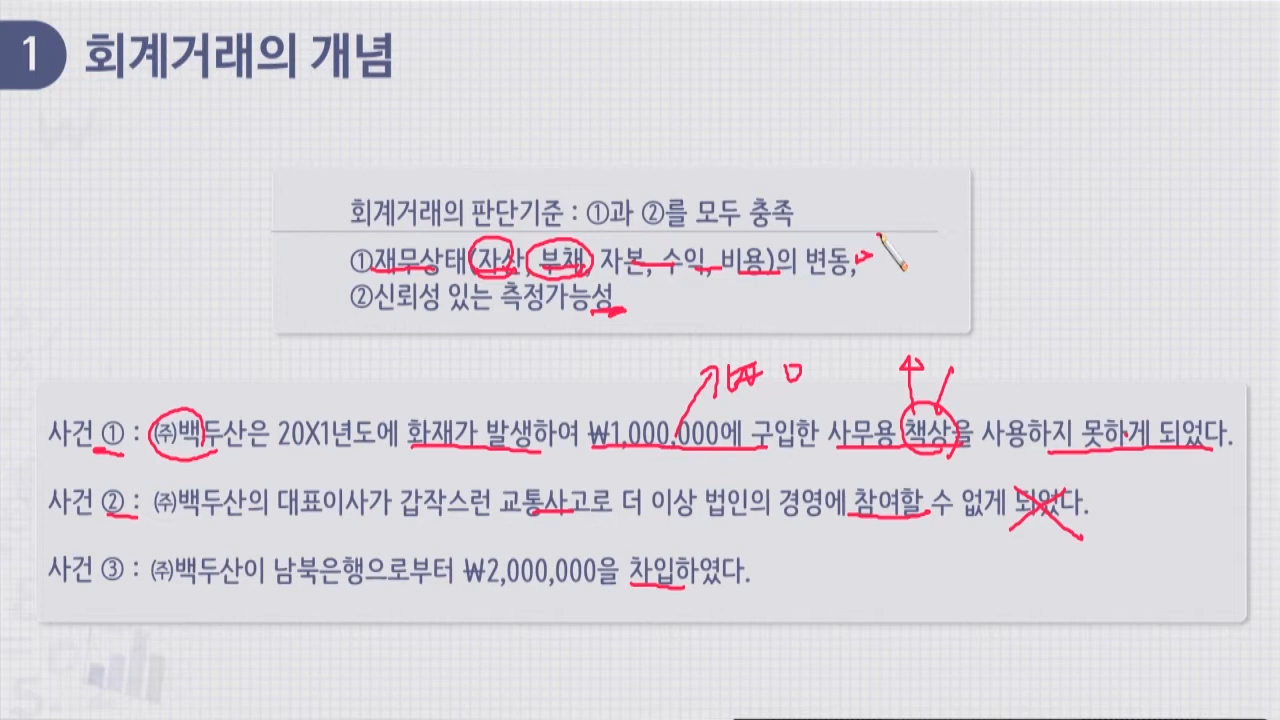 1 회계거래의 개념
회계거래의 판단기준 : ①과 ②를 모두 충족
①재무상태(자산, 부채, 자본, 수익, 비용)의 변동,
②신뢰성 있는 측정가능성
사건 ① : ㈜백두산은 20X1년도에 화재가 발생하여 ₩1,000,000에 구입한 사무용 책상을 사용하지 못하게 되었다.
사건 ② : ㈜백두산의 대표이사가 갑작스런 교통사고로 더 이상 법인의 경영에 참여할 수 없게 되었다.
사건 ③ : ㈜백두산이 남북은행으로부터 ₩2,000,000을 차입하였다.